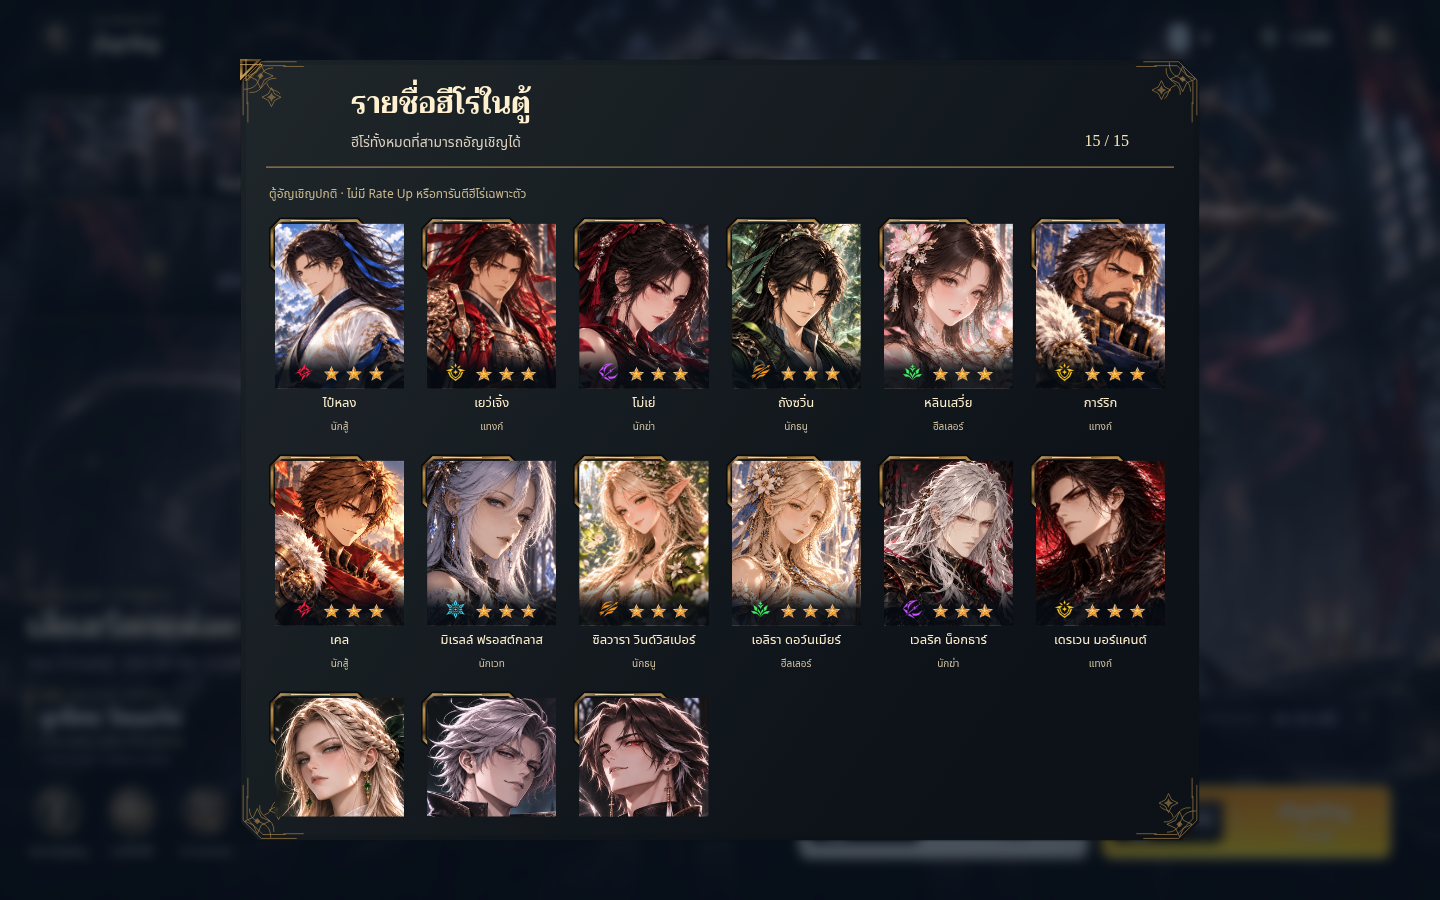 รายชื่อฮีโร่ในตู้
ฮีโร่ทั้งหมดที่สามารถอัญเชิญได้
15 / 15
ตู้อัญเชิญปกติ · ไม่มี Rate Up หรือการันตีฮีโร่เฉพาะตัว
ไป๋หลง เยว่เจิ้ง โม่เย่ ถังชวิ่น หลินเสวี่ย การ์ริก
นักสู้ แทงก์ นักฆ่า นักธนู ฮีลเลอร์ แทงก์
เคล มิเรลล์ ฟรอสต์กลาส ซิลวารา วินด์วิสเปอร์ เอลิรา ดอว์นเมียร์ เวลริค น็อกธาร์ เดรเวน มอร์แคนต์
นักสู้ นักเวท นักธนู ฮีลเลอร์ นักฆ่า แทงก์